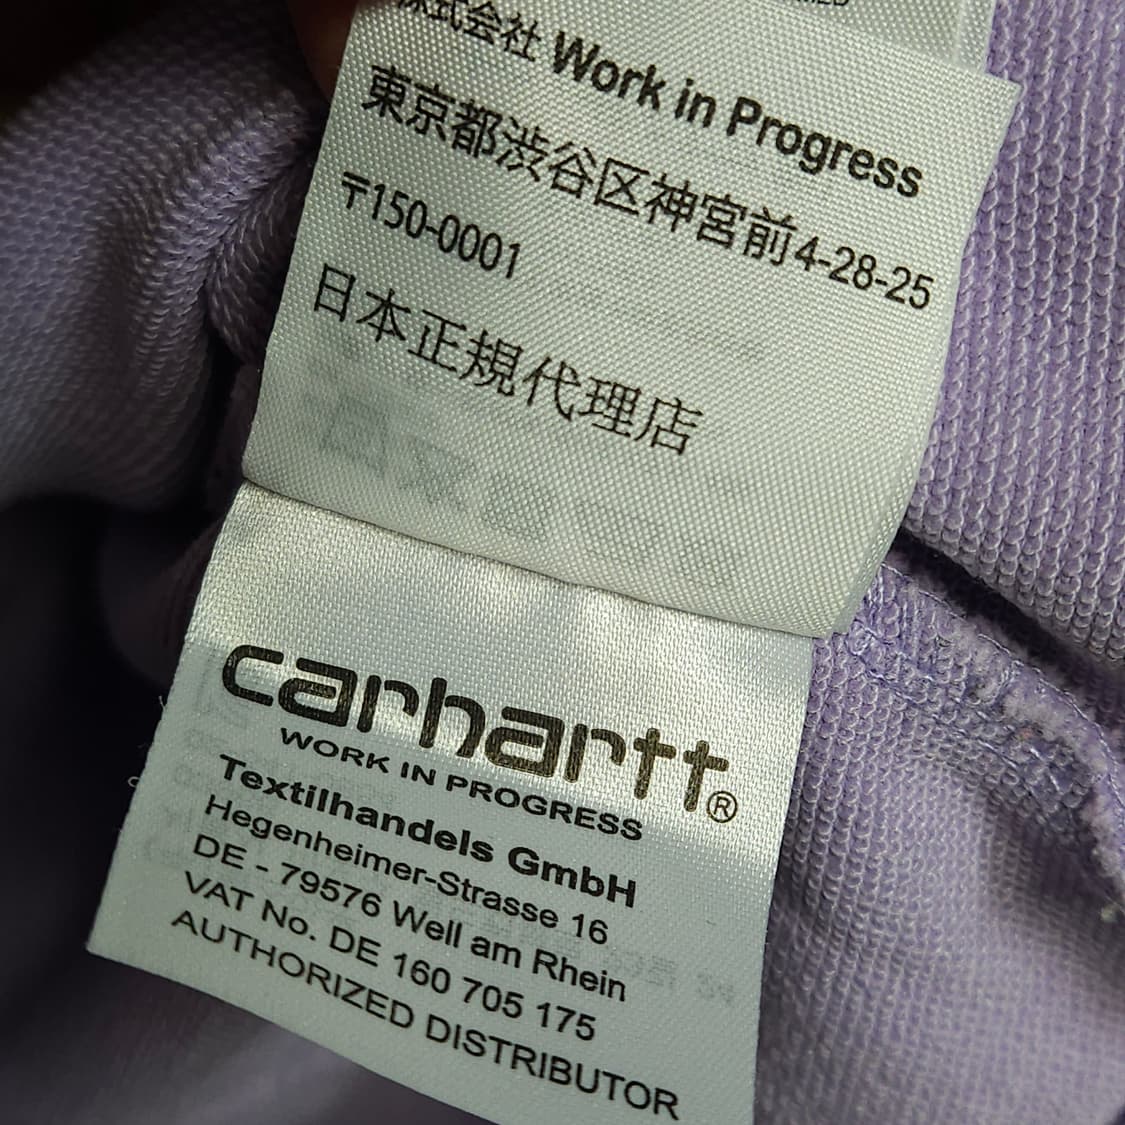 株式会社 Work in Progress
東京都渋谷区神宮前4-28-25
〒150-0001
日本正規代理店
carhartt®
WORK IN PROGRESS
Textilhandels GmbH
Hegenheimer-Strasse 16
DE - 79576 Weil am Rhein
VAT No. DE 160 705 175
AUTHORIZED DISTRIBUTOR